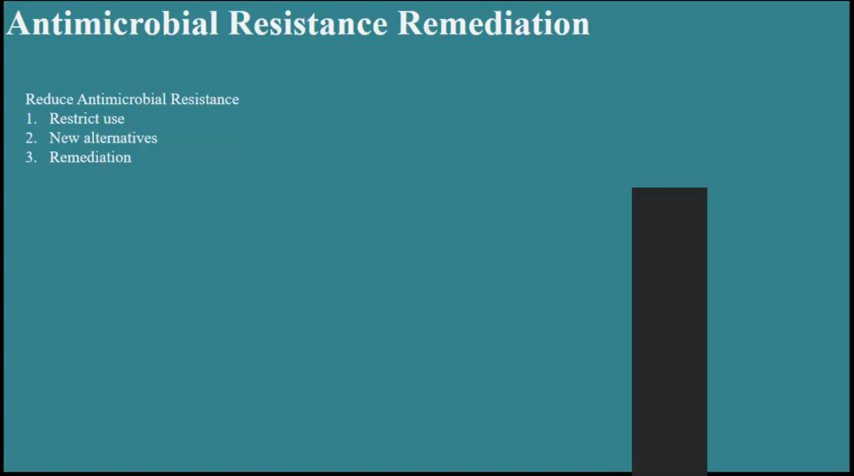 Antimicrobial Resistance Remediation
Reduce Antimicrobial Resistance
1. Restrict use
2. New alternatives
3. Remediation